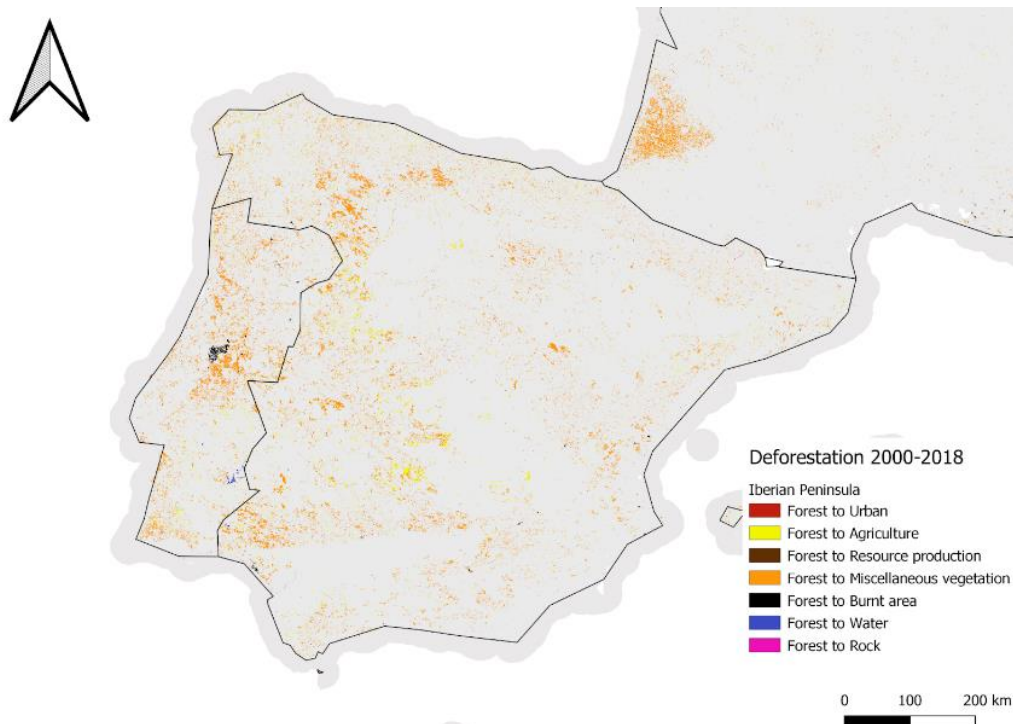 Deforestation 2000-2018
Iberian Peninsula
Forest to Urban
Forest to Agriculture
Forest to Resource production
Forest to Miscellaneous vegetation
Forest to Burnt area
Forest to Water
Forest to Rock
0 100 200 km